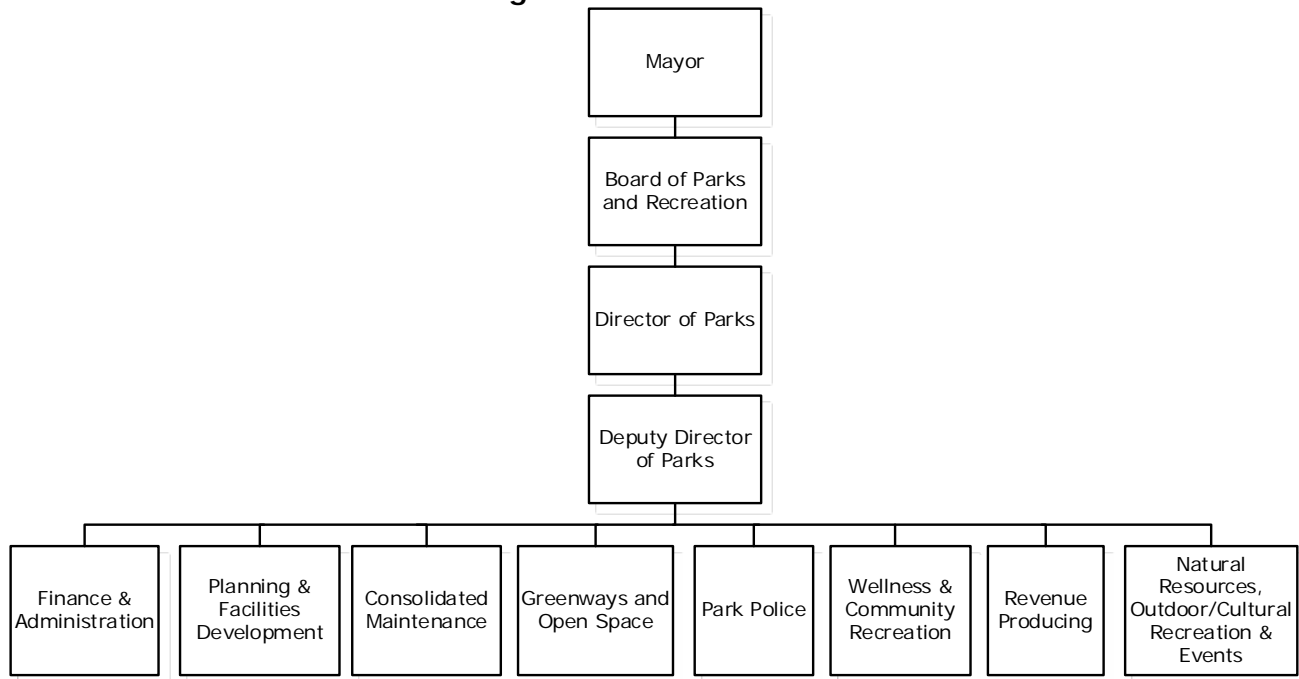 Mayor
Board of Parks
and Recreation
Director of Parks
Deputy Director
of Parks
Finance &
Administration
Planning &
Facilities
Development
Consolidated
Maintenance
Greenways and
Open Space
Park Police
Wellness &
Community
Recreation
Revenue
Producing
Natural
Resources,
Outdoor/Cultural
Recreation &
Events